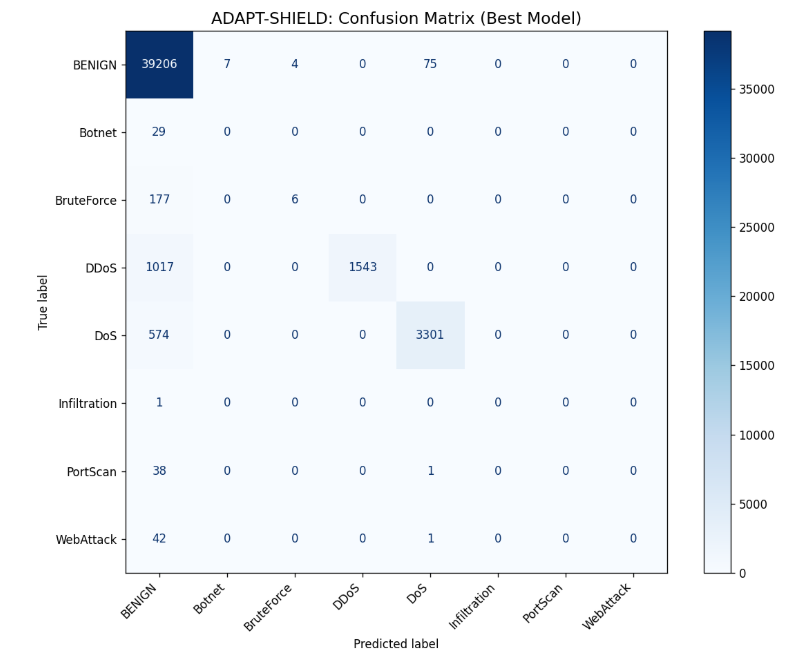 ADAPT-SHIELD: Confusion Matrix (Best Model)
BENIGN 39206 7 4 0 75 0 0 0
Botnet 29 0 0 0 0 0 0 0
BruteForce 177 0 6 0 0 0 0 0
DDoS 1017 0 0 1543 0 0 0 0
DoS 574 0 0 0 3301 0 0 0
Infiltration 1 0 0 0 0 0 0 0
PortScan 38 0 0 0 1 0 0 0
WebAttack 42 0 0 0 1 0 0 0
True label
BENIGN Botnet BruteForce DDoS DoS Infiltration PortScan WebAttack
Predicted label
35000
30000
25000
20000
15000
10000
5000
0